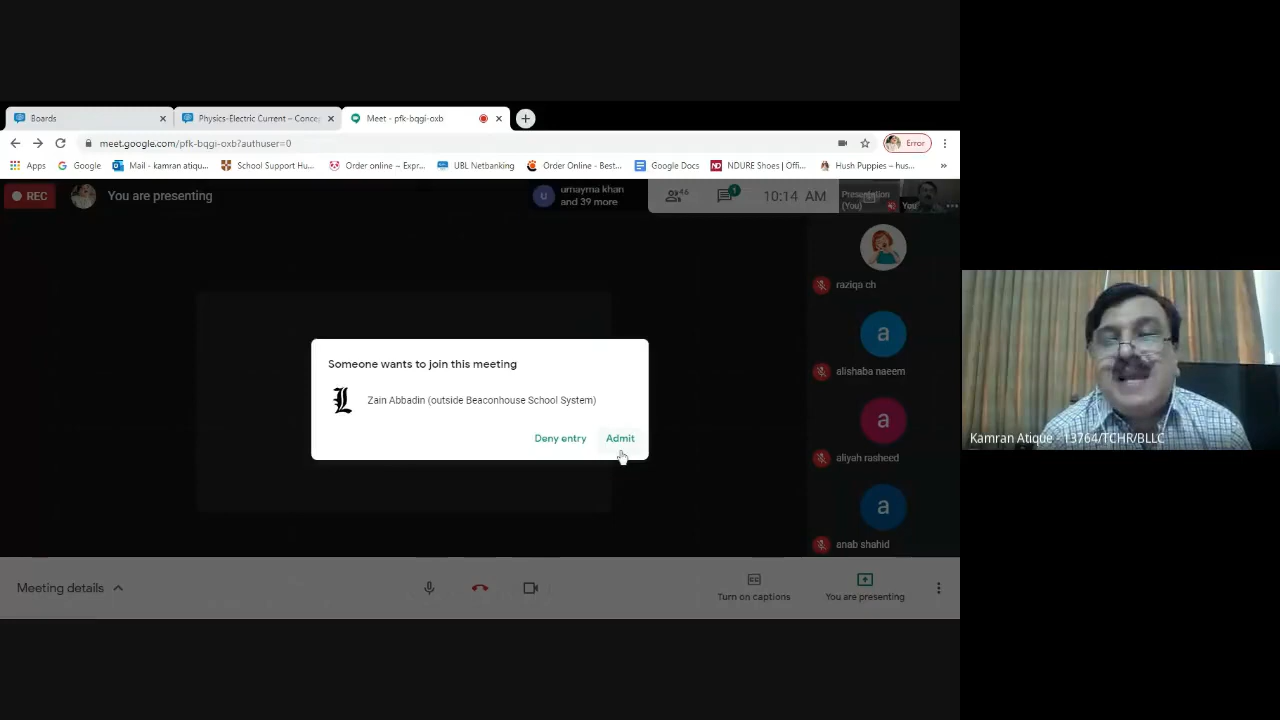 Boards
Physics-Electric Current – Conce
Meet - pfk-bqgi-oxb
meet.google.com/pfk-bqgi-oxb?authuser=0
Error
Apps
Google
Mail - kamran atiqu...
School Support Hu...
Order online – Expr...
UBL Netbanking
Order Online - Best...
Google Docs
NDURE Shoes | Offi...
Hush Puppies – hus...
»
REC
You are presenting
u
umayma khan
and 39 more
46
1
10:14 AM
Presentation
(You)
You
raziqa ch
a
alishaba naeem
a
aliyah rasheed
a
anab shahid
Someone wants to join this meeting
L
Zain Abbadin (outside Beaconhouse School System)
Deny entry
Admit
Kamran Atique - 13764/TCHR/BLLC
Meeting details
CC
Turn on captions
You are presenting